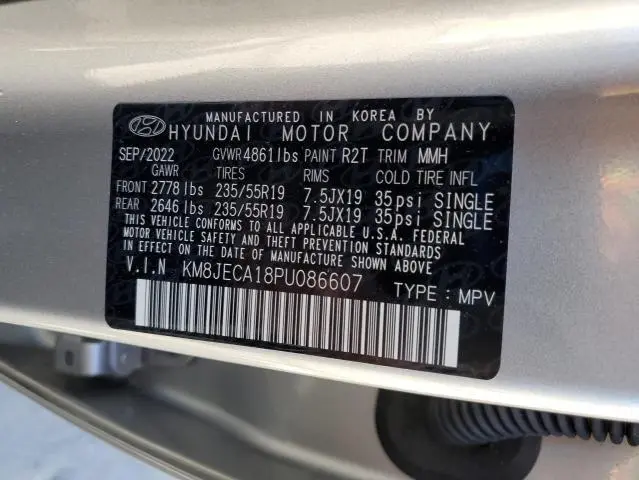 MANUFACTURED IN KOREA BY
HYUNDAI MOTOR COMPANY
SEP/2022 GVWR 4861 lbs PAINT R2T TRIM MMH
GAWR TIRES RIMS COLD TIRE INFL
FRONT 2778 lbs 235/55R19 7.5JX19 35psi SINGLE
REAR 2646 lbs 235/55R19 7.5JX19 35psi SINGLE
THIS VEHICLE CONFORMS TO ALL APPLICABLE U.S.A. FEDERAL
MOTOR VEHICLE SAFETY AND THEFT PREVENTION STANDARDS
IN EFFECT ON THE DATE OF MANUFACTURE SHOWN ABOVE
V.I.N KM8JECA18PU086607 TYPE : MPV